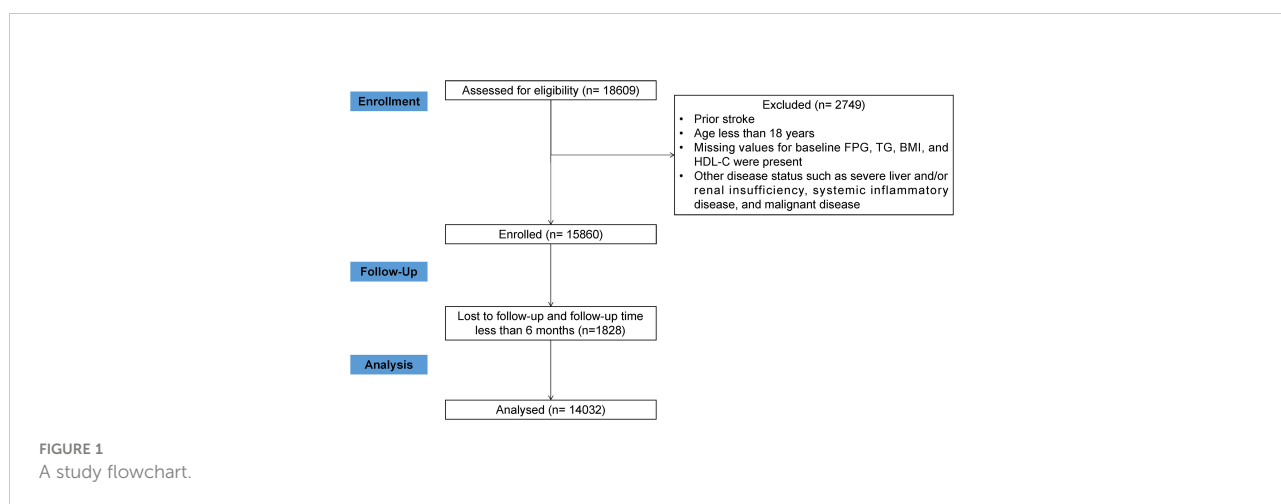 Enrollment
Assessed for eligibility (n= 18609)
Excluded (n= 2749)
• Prior stroke
• Age less than 18 years
• Missing values for baseline FPG, TG, BMI, and
HDL-C were present
• Other disease status such as severe liver and/or
renal insufficiency, systemic inflammatory
disease, and malignant disease
Enrolled (n= 15860)
Follow-Up
Lost to follow-up and follow-up time
less than 6 months (n=1828)
Analysis
Analysed (n= 14032)
FIGURE 1
A study flowchart.